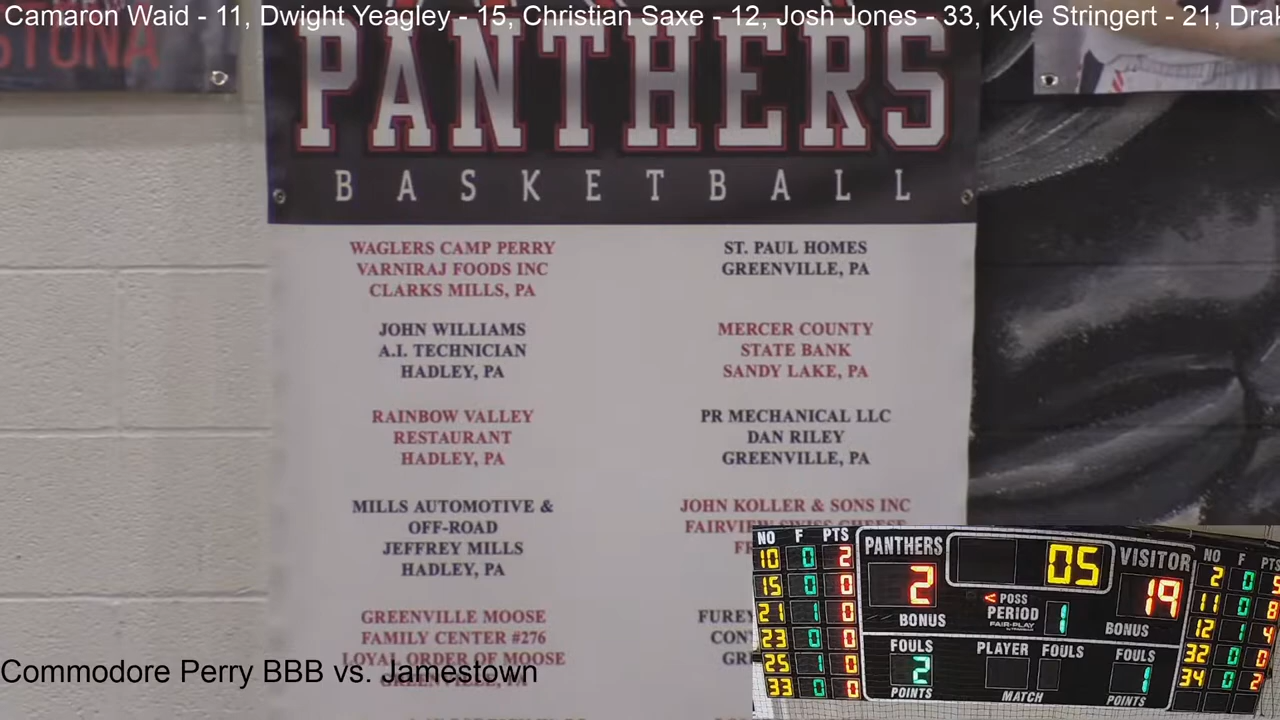 Camaron Waid - 11, Dwight Yeagley - 15, Christian Saxe - 12, Josh Jones - 33, Kyle Stringert - 21,
PANTHERS
BASKETBALL
WAGLERS CAMP PERRY
VARNIRAJ FOODS INC
CLARKS MILLS, PA
ST. PAUL HOMES
GREENVILLE, PA
JOHN WILLIAMS
A.I. TECHNICIAN
HADLEY, PA
MERCER COUNTY
STATE BANK
SANDY LAKE, PA
RAINBOW VALLEY
RESTAURANT
HADLEY, PA
PR MECHANICAL LLC
DAN RILEY
GREENVILLE, PA
MILLS AUTOMOTIVE &
OFF-ROAD
JEFFREY MILLS
HADLEY, PA
JOHN KOLLER & SONS INC
FAIRVIEW SWISS CHEESE
GREENVILLE MOOSE
FAMILY CENTER #276
LOYAL ORDER OF MOOSE
GREENVILLE, PA
Commodore Perry BBB vs. Jamestown
NO F PTS
10 0 2
15 0 0
21 1 0
23 0 0
25 1 0
33 0 0
PANTHERS
2
BONUS
05
< POSS
PERIOD 1
FAIR-PLAY
VISITOR
19
BONUS
FOULS
2
POINTS
PLAYER FOULS
MATCH
FOULS
1
POINTS
NO F PTS
2 0
11 0 8
12 1 4
32 0 0
34 0 2